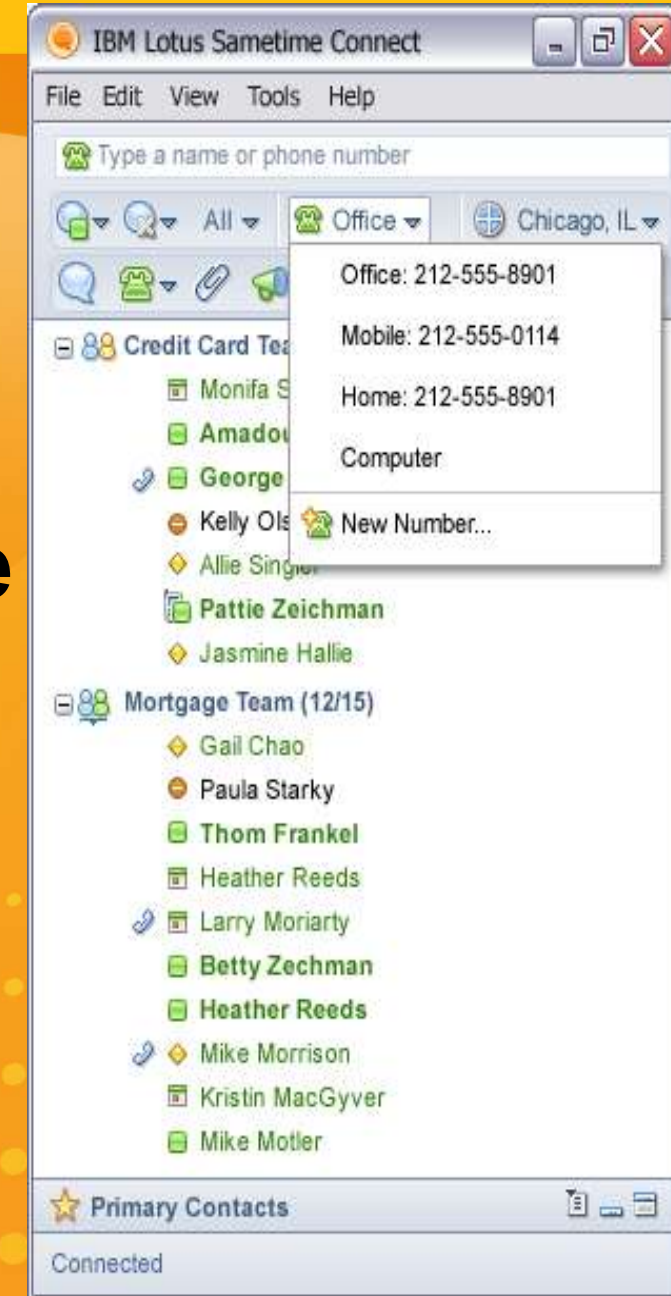 IBM Lotus Sametime Connect
File Edit View Tools Help
Type a name or phone number
All Office Chicago, IL
Office: 212-555-8901
Mobile: 212-555-0114
Home: 212-555-8901
Computer
New Number...
Credit Card Tea
Monifa S
Amadou
George
Kelly Ols
Allie Singler
Pattie Zeichman
Jasmine Hallie
Mortgage Team (12/15)
Gail Chao
Paula Starky
Thom Frankel
Heather Reeds
Larry Moriarty
Betty Zechman
Heather Reeds
Mike Morrison
Kristin MacGyver
Mike Motler
Primary Contacts
Connected
e